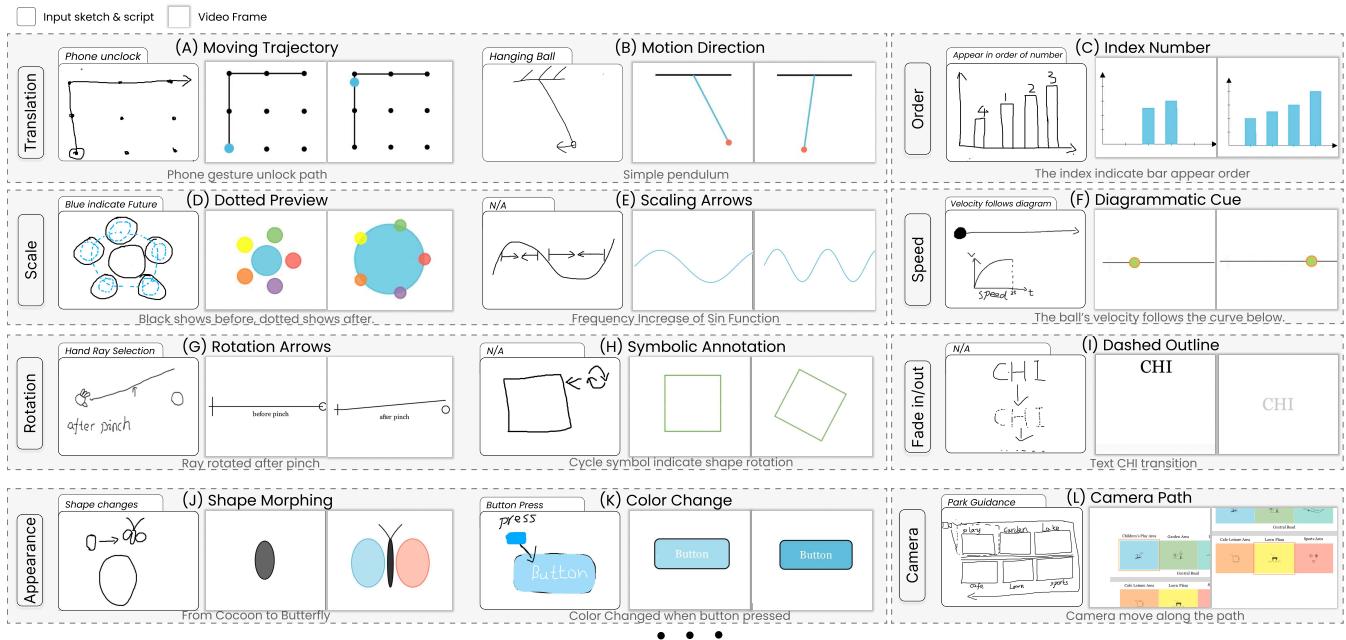 Input sketch & script
Video Frame
Translation
(A) Moving Trajectory
Phone unclock
Phone gesture unlock path
(B) Motion Direction
Hanging Ball
Simple pendulum
Order
(C) Index Number
Appear in order of number
4 1 2 3
The index indicate bar appear order
Scale
(D) Dotted Preview
Blue indicate Future
Black shows before, dotted shows after.
(E) Scaling Arrows
N/A
Frequency Increase of Sin Function
Speed
(F) Diagrammatic Cue
Velocity follows diagram
v
t
Speed
The ball's velocity follows the curve below.
Rotation
(G) Rotation Arrows
Hand Ray Selection
after pinch
before pinch
after pinch
Ray rotated after pinch
(H) Symbolic Annotation
N/A
Cycle symbol indicate shape rotation
Fade in/out
(I) Dashed Outline
N/A
CHI
CHI
CHI
CHI
Text CHI transition
Appearance
(J) Shape Morphing
Shape changes
From Cocoon to Butterfly
(K) Color Change
Button Press
press
Button
Button
Button
Color Changed when button pressed
Camera
(L) Camera Path
Park Guidance
Garden
Lake
cafe
Lawn
sports
Children's Play Area
Garden Area
Central Road
Cafe Leisure Area
Lawn Plaza
Central Road
Cafe Leisure Area
Lawn Plaza
Sports Area
Camera move along the path